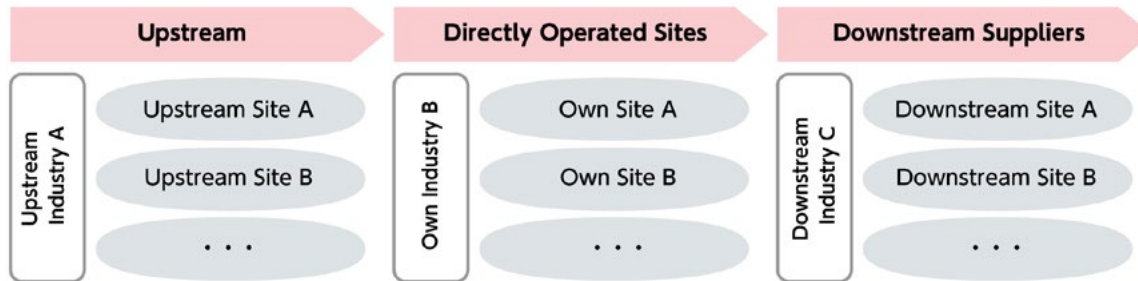 Upstream
Directly Operated Sites
Downstream Suppliers
Upstream
Industry A
Upstream Site A
Upstream Site B
...
Own Industry B
Own Site A
Own Site B
...
Downstream
Industry C
Downstream Site A
Downstream Site B
...